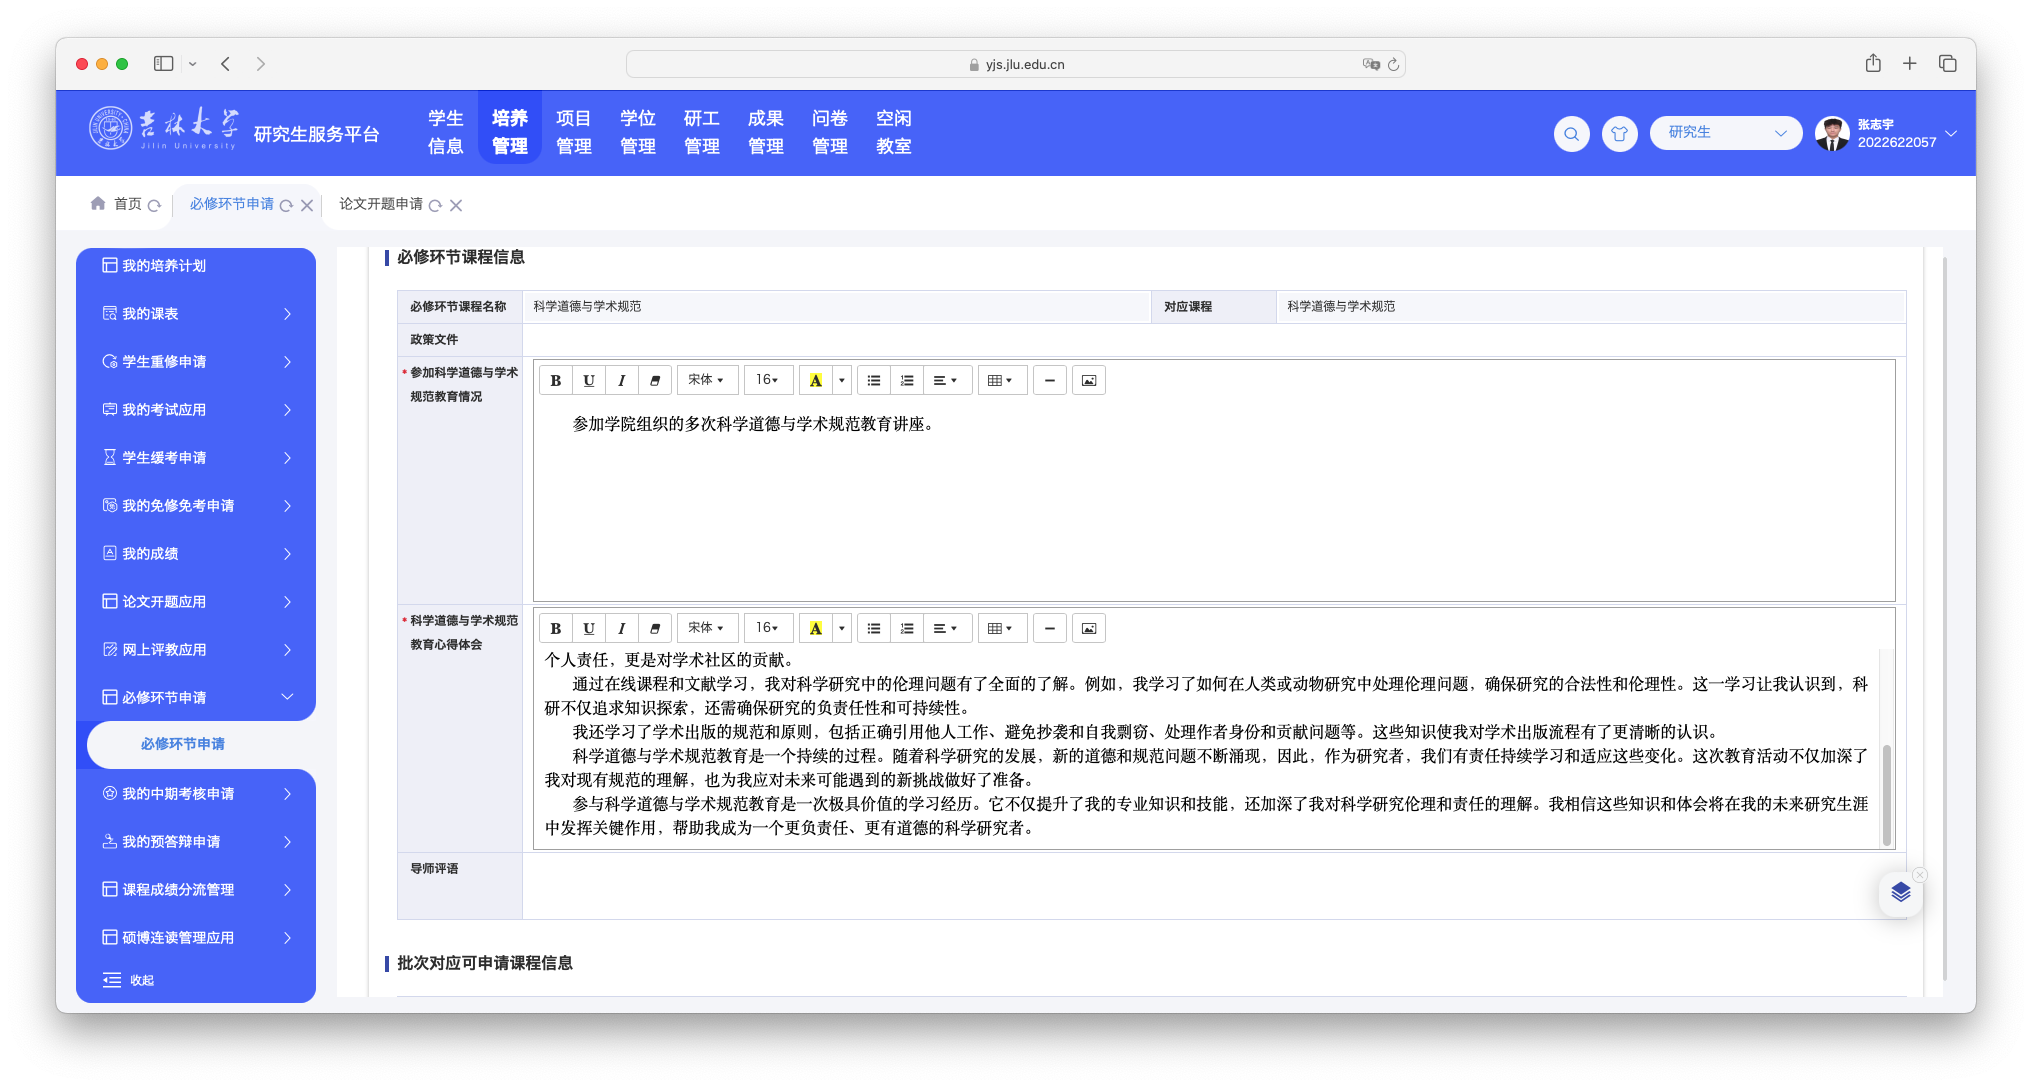 yjs.jlu.edu.cn
吉林大学
Jilin University
研究生服务平台
学生信息
培养管理
项目管理
学位管理
研工管理
成果管理
问卷管理
空闲教室
研究生
张志宇
2022622057
首页
必修环节申请
论文开题申请
我的培养计划
我的课表
学生重修申请
我的考试应用
学生缓考申请
我的免修免考申请
我的成绩
论文开题应用
网上评教应用
必修环节申请
必修环节申请
我的中期考核申请
我的预答辩申请
课程成绩分流管理
硕博连读管理应用
收起
必修环节课程信息
必修环节课程名称 科学道德与学术规范 对应课程 科学道德与学术规范
政策文件
* 参加科学道德与学术
规范教育情况
B U I 宋体 16 A
参加学院组织的多次科学道德与学术规范教育讲座。
* 科学道德与学术规范
教育心得体会
B U I 宋体 16 A
个人责任，更是对学术社区的贡献。
通过在线课程和文献学习，我对科学研究中的伦理问题有了全面的了解。例如，我学习了如何在人类或动物研究中处理伦理问题，确保研究的合法性和伦理性。这一学习让我认识到，科
研不仅追求知识探索，还需确保研究的负责任性和可持续性。
我还学习了学术出版的规范和原则，包括正确引用他人工作、避免抄袭和自我剽窃、处理作者身份和贡献问题等。这些知识使我对学术出版流程有了更清晰的认识。
科学道德与学术规范教育是一个持续的过程。随着科学研究的发展，新的道德和规范问题不断涌现，因此，作为研究者，我们有责任持续学习和适应这些变化。这次教育活动不仅加深了
我对现有规范的理解，也为我应对未来可能遇到的新挑战做好了准备。
参与科学道德与学术规范教育是一次极具价值的学习经历。它不仅提升了我的专业知识和技能，还加深了我对科学研究伦理和责任的理解。我相信这些知识和体会将在我的未来研究生涯
中发挥关键作用，帮助我成为一个更负责任、更有道德的科学研究者。
导师评语
批次对应可申请课程信息